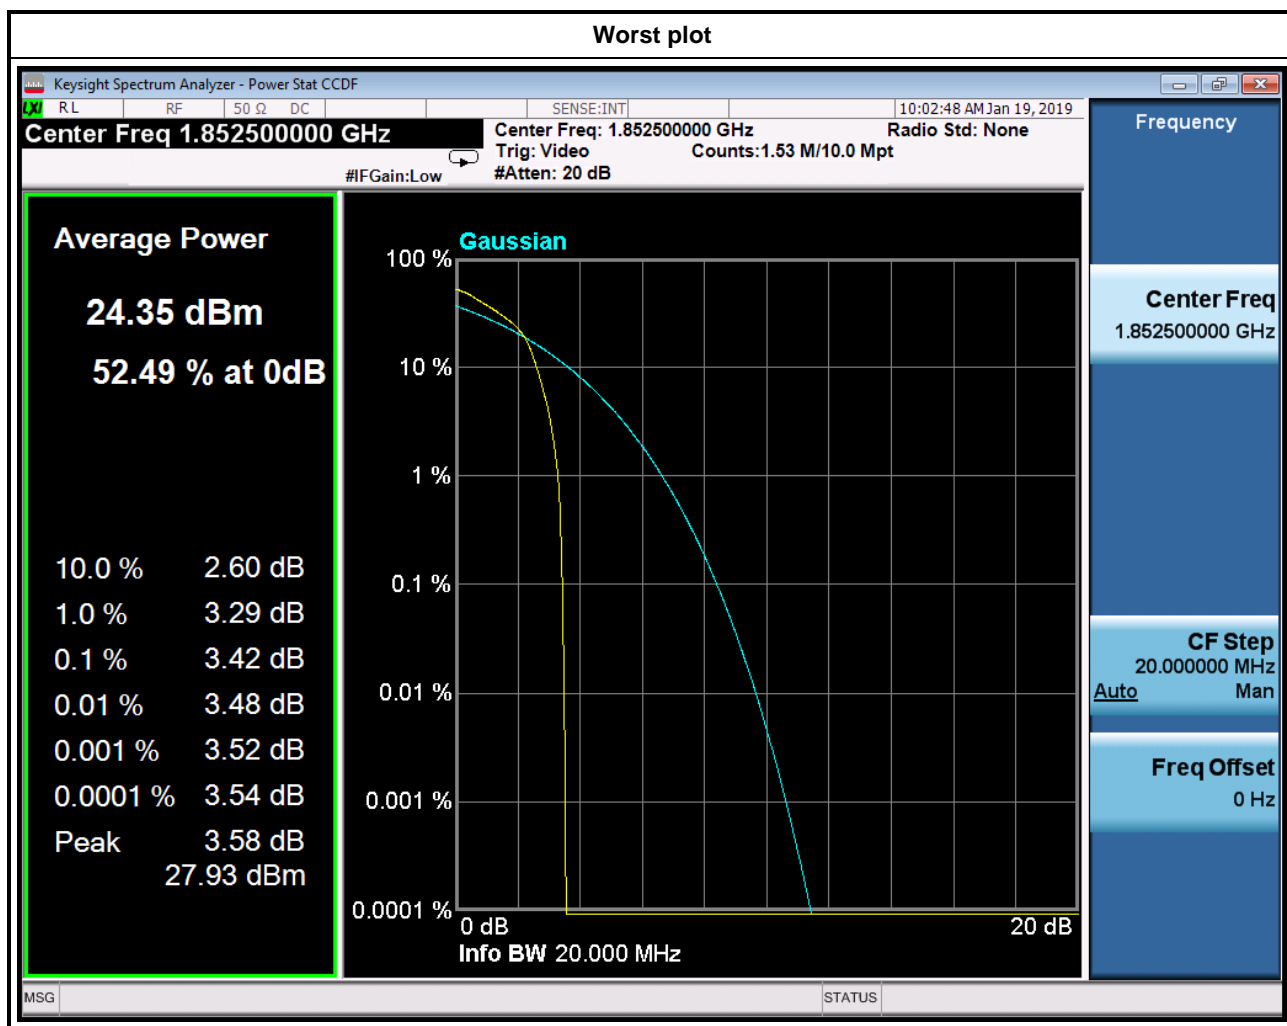 Worst plot
Keysight Spectrum Analyzer - Power Stat CCDF
LXI RL RF 50 Ω DC SENSE:INT 10:02:48 AM Jan 19, 2019
Center Freq 1.852500000 GHz
Center Freq: 1.852500000 GHz Radio Std: None
Trig: Video Counts:1.53 M/10.0 Mpt
#IFGain:Low #Atten: 20 dB
Frequency
Average Power
24.35 dBm
52.49 % at 0dB
10.0 % 2.60 dB
1.0 % 3.29 dB
0.1 % 3.42 dB
0.01 % 3.48 dB
0.001 % 3.52 dB
0.0001 % 3.54 dB
Peak 3.58 dB
27.93 dBm
Gaussian
100 %
10 %
1 %
0.1 %
0.01 %
0.001 %
0.0001 %
0 dB 20 dB
Info BW 20.000 MHz
Center Freq
1.852500000 GHz
CF Step
20.000000 MHz
Auto Man
Freq Offset
0 Hz
MSG STATUS